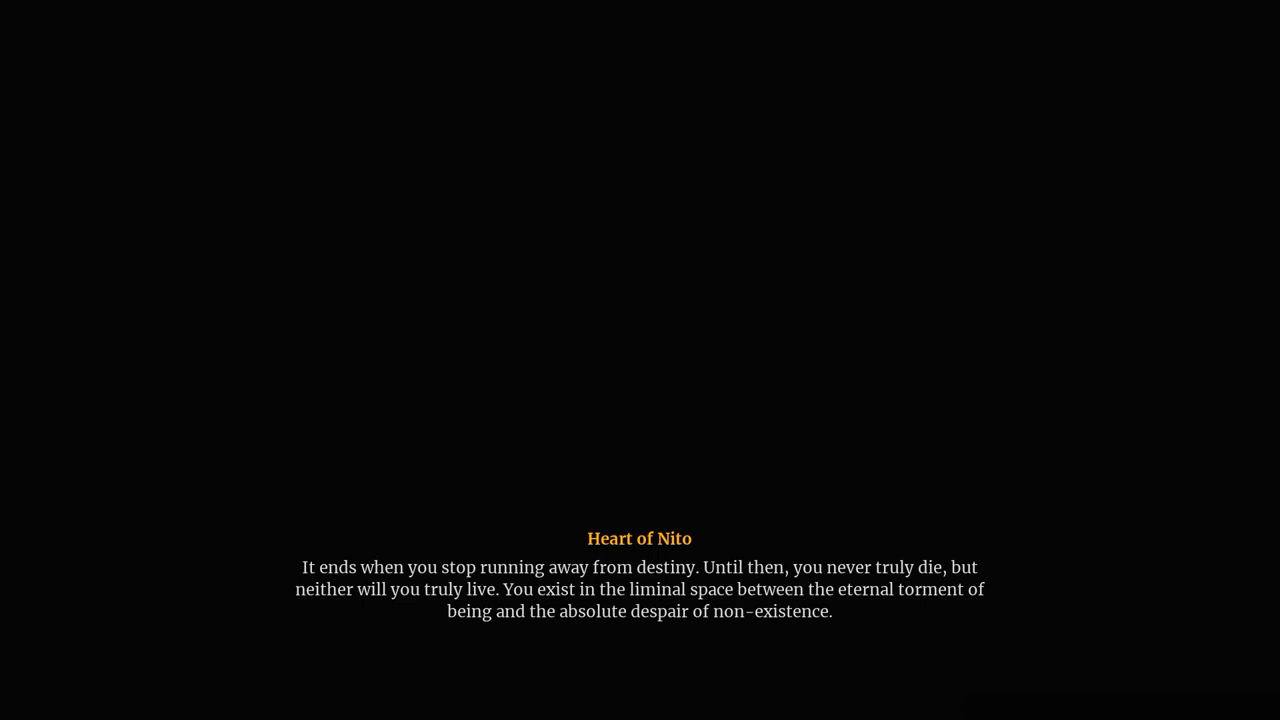 Heart of Nito
It ends when you stop running away from destiny. Until then, you never truly die, but
neither will you truly live. You exist in the liminal space between the eternal torment of
being and the absolute despair of non-existence.